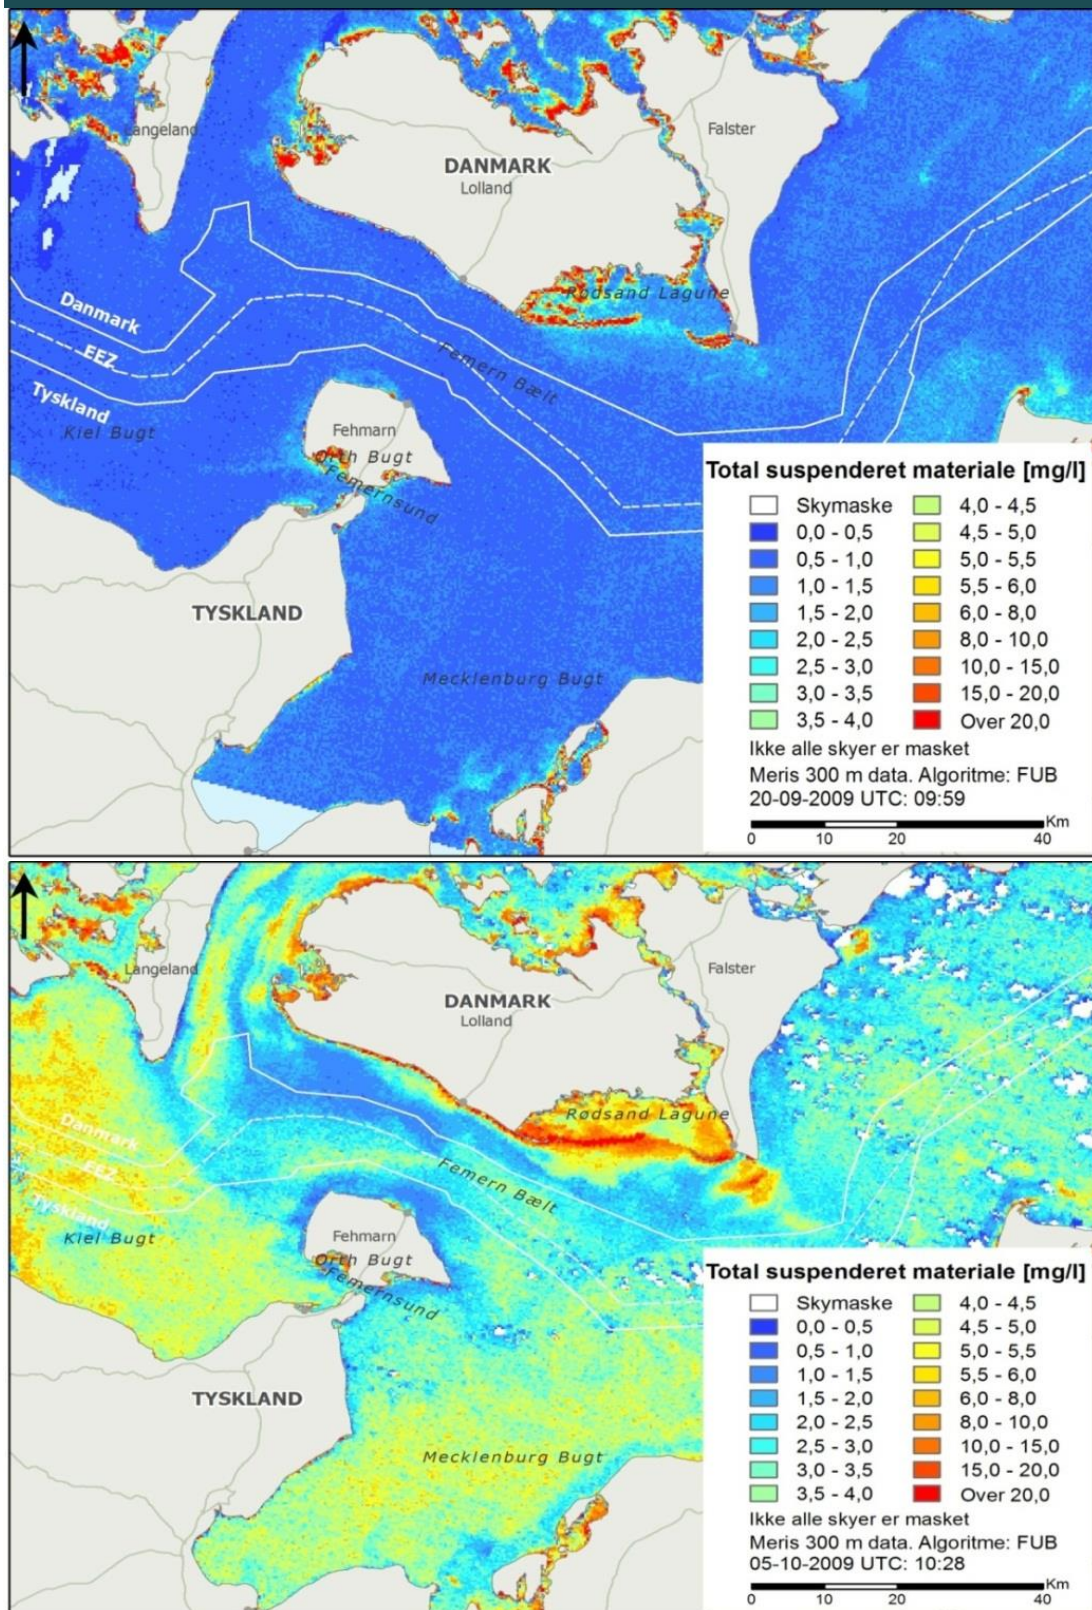 Langeland
DANMARK
Lolland
Falster
Rødsand Lagune
Danmark
EEZ
Tyskland
Kiel Bugt
Femern Bælt
Fehmarn
Orth Bugt
Femernsund
TYSKLAND
Mecklenburg Bugt
Total suspenderet materiale [mg/l]
Skymaske
0,0 - 0,5
0,5 - 1,0
1,0 - 1,5
1,5 - 2,0
2,0 - 2,5
2,5 - 3,0
3,0 - 3,5
3,5 - 4,0
4,0 - 4,5
4,5 - 5,0
5,0 - 5,5
5,5 - 6,0
6,0 - 8,0
8,0 - 10,0
10,0 - 15,0
15,0 - 20,0
Over 20,0
Ikke alle skyer er masket
Meris 300 m data. Algoritme: FUB
20-09-2009 UTC: 09:59
Km
0 10 20 40
Langeland
DANMARK
Lolland
Falster
Rødsand Lagune
Danmark
EEZ
Tyskland
Kiel Bugt
Femern Bælt
Fehmarn
Orth Bugt
Femernsund
TYSKLAND
Mecklenburg Bugt
Total suspenderet materiale [mg/l]
Skymaske
0,0 - 0,5
0,5 - 1,0
1,0 - 1,5
1,5 - 2,0
2,0 - 2,5
2,5 - 3,0
3,0 - 3,5
3,5 - 4,0
4,0 - 4,5
4,5 - 5,0
5,0 - 5,5
5,5 - 6,0
6,0 - 8,0
8,0 - 10,0
10,0 - 15,0
15,0 - 20,0
Over 20,0
Ikke alle skyer er masket
Meris 300 m data. Algoritme: FUB
05-10-2009 UTC: 10:28
Km
0 10 20 40